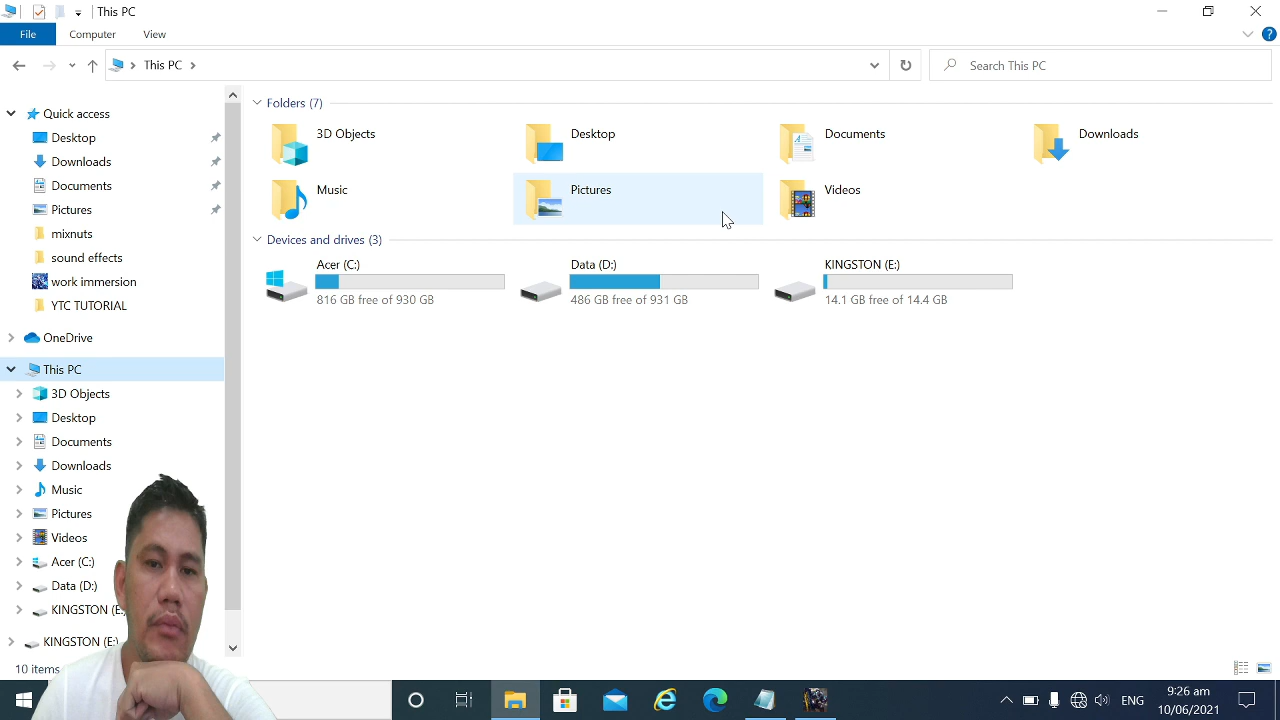 This PC
File
Computer
View
This PC
Search This PC
Quick access
Desktop
Downloads
Documents
Pictures
mixnuts
sound effects
work immersion
YTC TUTORIAL
OneDrive
This PC
3D Objects
Desktop
Documents
Downloads
Music
Pictures
Videos
Acer (C:)
Data (D:)
KINGSTON (E:
KINGSTON (E:)
10 items
Folders (7)
3D Objects
Desktop
Documents
Downloads
Music
Pictures
Videos
Devices and drives (3)
Acer (C:)
816 GB free of 930 GB
Data (D:)
486 GB free of 931 GB
KINGSTON (E:)
14.1 GB free of 14.4 GB
ENG
9:26 am
10/06/2021